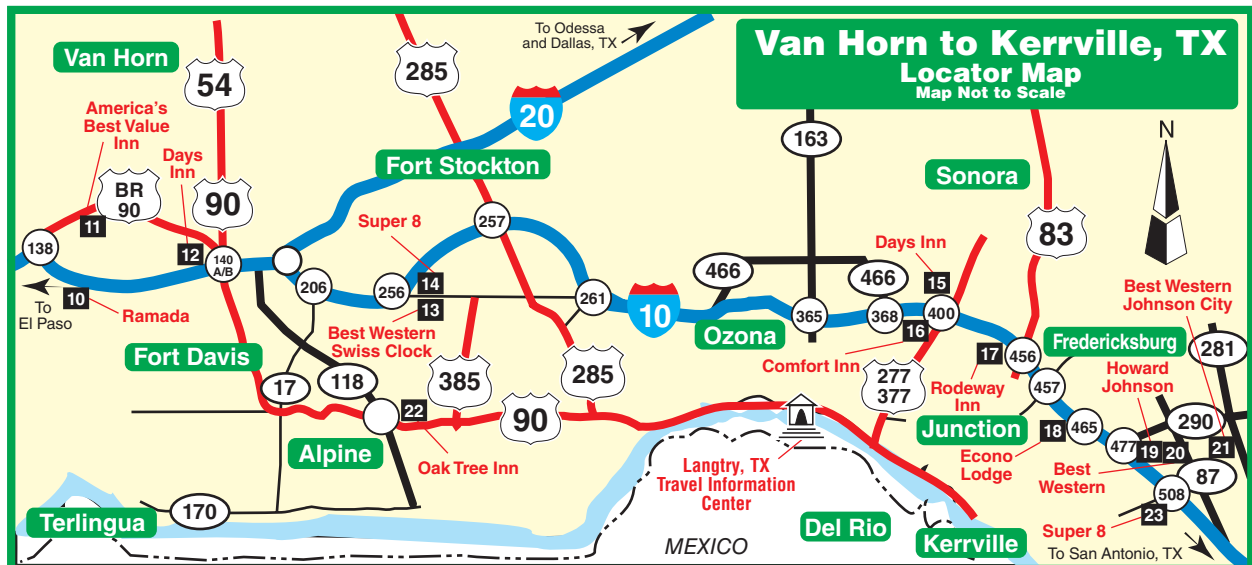 Van Horn to Kerrville, TX
Locator Map
Map Not to Scale
To Odessa
and Dallas, TX
Van Horn
54
285
20
163
N
America's
Best Value
Inn
Days
Inn
BR
90
90
Fort Stockton
Sonora
83
11
12
138
140
A/B
10
Ramada
To
El Paso
206
256
Super 8
14
13
Best Western
Swiss Clock
257
261
10
466
466
Ozona
365
368
Days Inn
15
400
16
Comfort Inn
277
377
17
Rodeway
Inn
456
457
Fredericksburg
Best Western
Johnson City
281
Howard
Johnson
290
Fort Davis
17
118
385
285
90
22
Oak Tree Inn
Alpine
Junction
18
Econo
Lodge
465
477
19
20
21
Best
Western
87
508
23
Super 8
To San Antonio, TX
Langtry, TX
Travel Information
Center
Terlingua
170
MEXICO
Del Rio
Kerrville